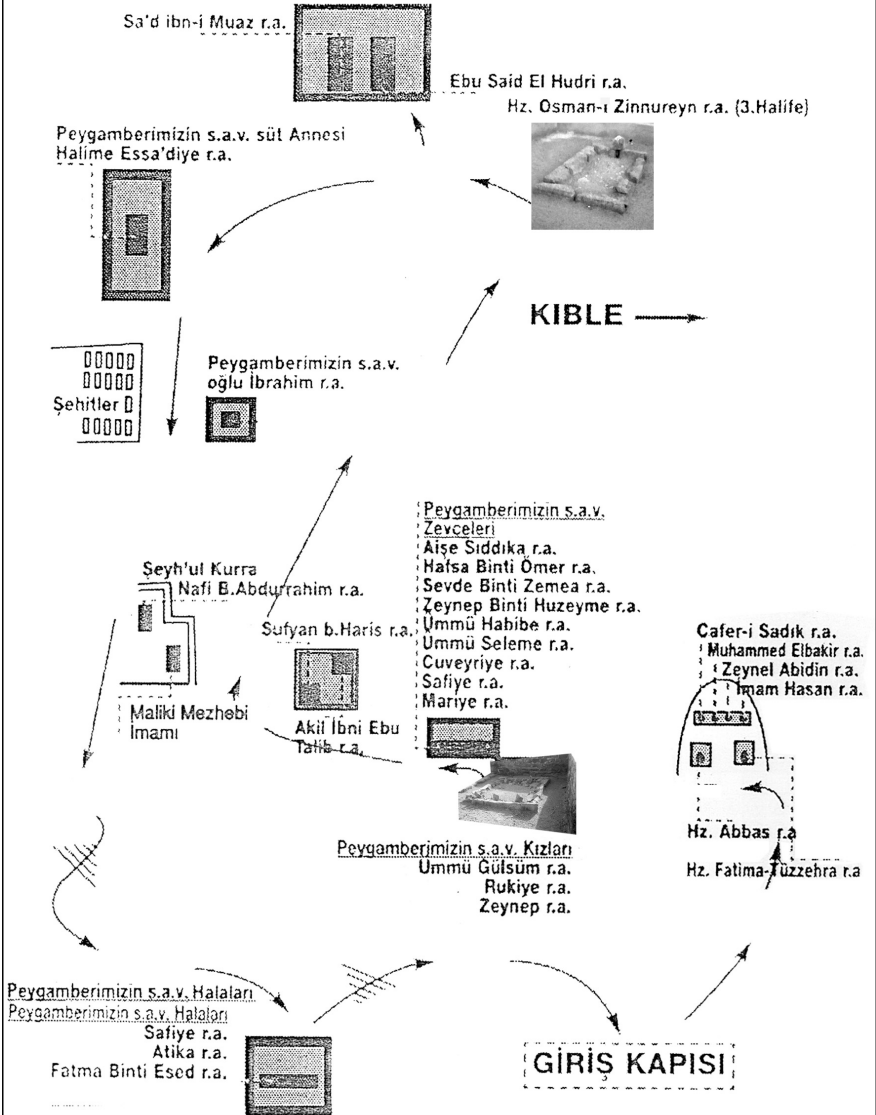 Sa'd ibn-i Muaz r.a.
Ebu Said El Hudri r.a.
Hz. Osman-ı Zinnureyn r.a. (3.Halife)
Peygamberimizin s.a.v. süt Annesi
Halime Essa'diye r.a.
KIBLE
Peygamberimizin s.a.v.
oğlu İbrahim r.a.
Şehitler
Peygamberimizin s.a.v.
Zevceleri
Aişe Sıddıka r.a.
Hafsa Binti Ömer r.a.
Sevde Binti Zemea r.a.
Zeynep Binti Huzeyme r.a.
Ümmü Habibe r.a.
Ümmü Seleme r.a.
Cuveyriye r.a.
Safiye r.a.
Mariye r.a.
Şeyh'ul Kurra
Nafi B.Abdurrahim r.a.
Sufyan b.Haris r.a.
Maliki Mezhebi
İmamı
Akil İbni Ebu
Talib r.a.
Cafer-i Sadık r.a.
Muhammed Elbakir r.a.
Zeynel Abidin r.a.
İmam Hasan r.a.
Hz. Abbas r.a
Hz. Fatima-Tüzzehra r.a
Peygamberimizin s.a.v. Kızları
Ümmü Gülsüm r.a.
Rukiye r.a.
Zeynep r.a.
Peygamberimizin s.a.v. Halaları
Peygamberimizin s.a.v. Halaları
Safiye r.a.
Atika r.a.
Fatma Binti Esed r.a.
GİRİŞ KAPISI